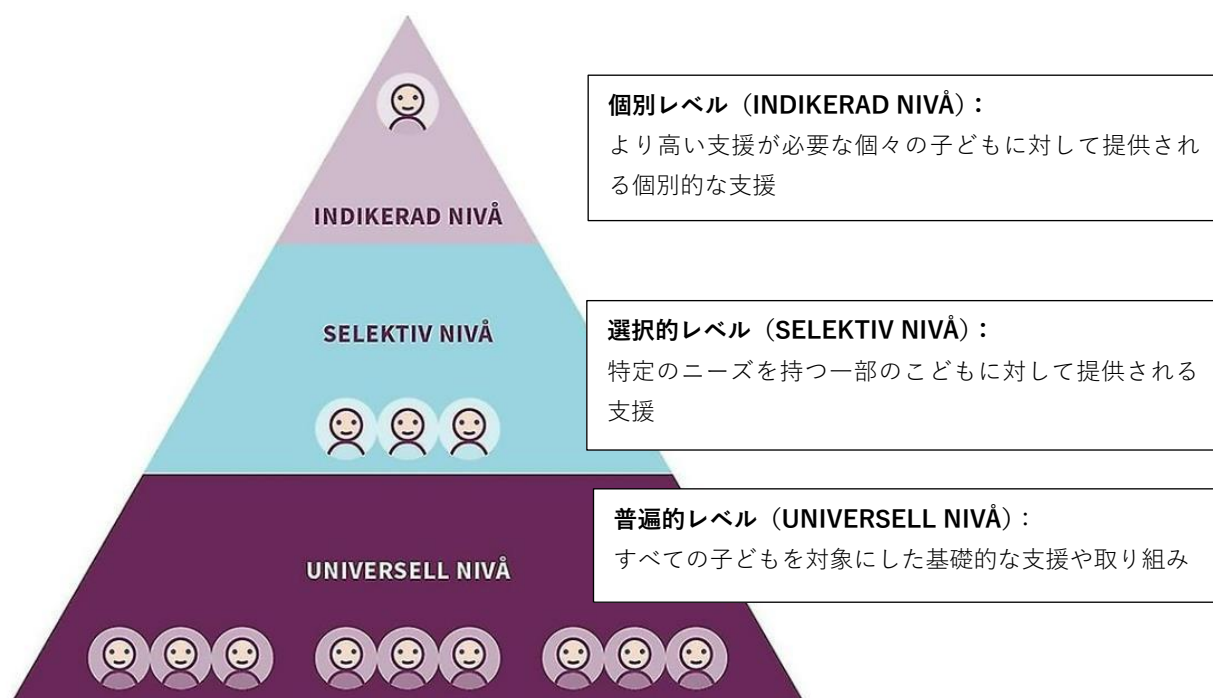 個別レベル（INDIKERAD NIVÅ）：
より高い支援が必要な個々の子どもに対して提供され
る個別的な支援
INDIKERAD NIVÅ
選択的レベル（SELEKTIV NIVÅ）：
特定のニーズを持つ一部のこどもに対して提供される
支援
SELEKTIV NIVÅ
普遍的レベル（UNIVERSELL NIVÅ）：
すべての子どもを対象にした基礎的な支援や取り組み
UNIVERSELL NIVÅ